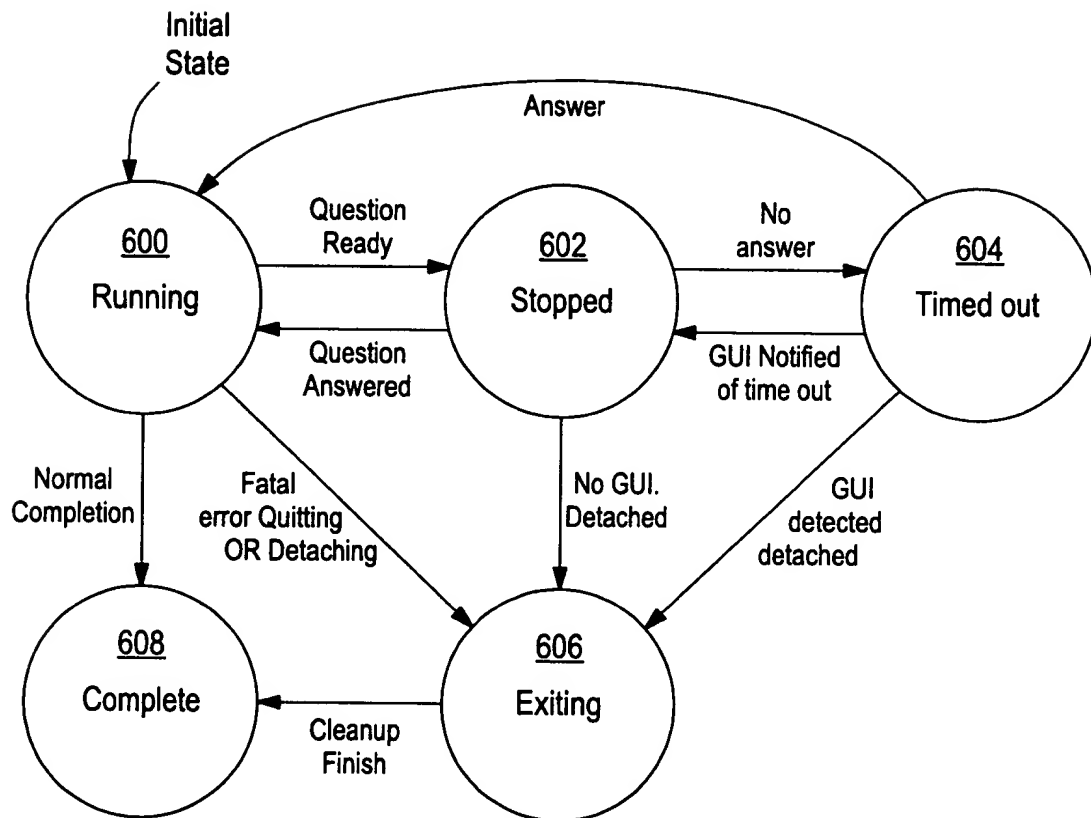 Initial
State
Answer
600
Running
Question
Ready
602
Stopped
No
answer
604
Timed out
Question
Answered
GUI Notified
of time out
Normal
Completion
Fatal
error Quitting
OR Detaching
No GUI.
Detached
GUI
detected
detached
608
Complete
606
Exiting
Cleanup
Finish